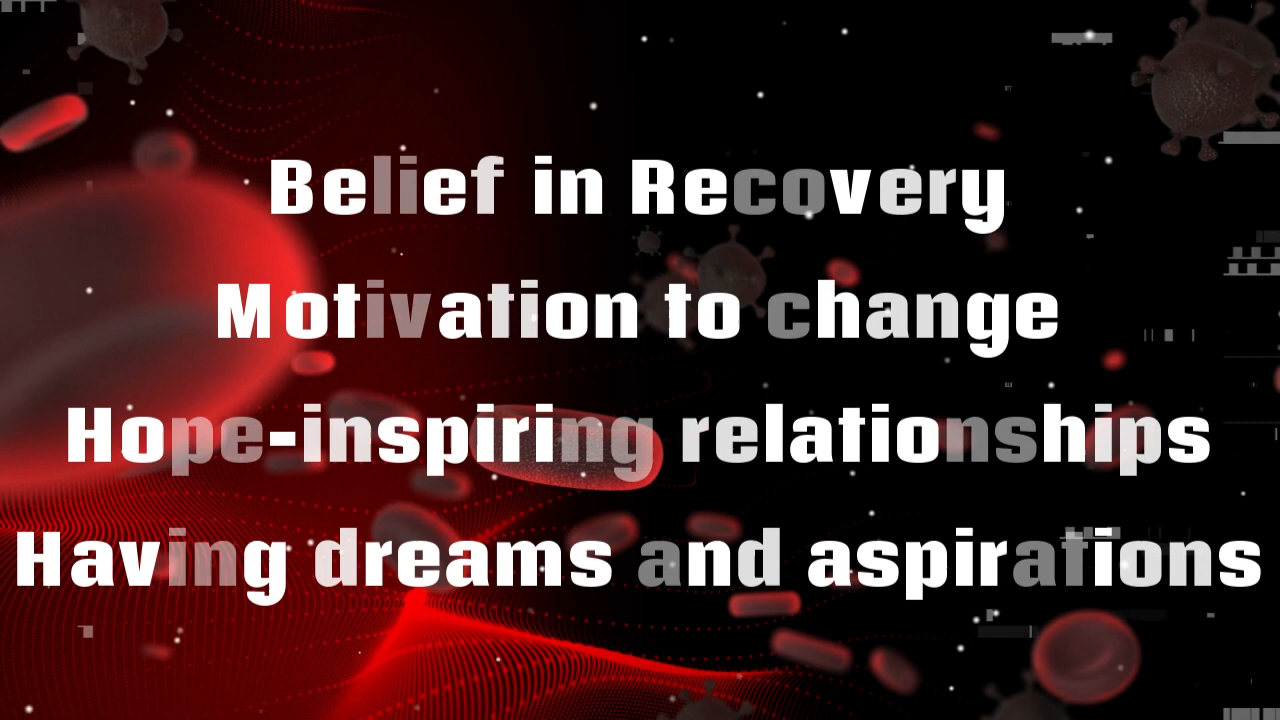 Belief in Recovery
Motivation to change
Hope-inspiring relationships
Having dreams and aspirations